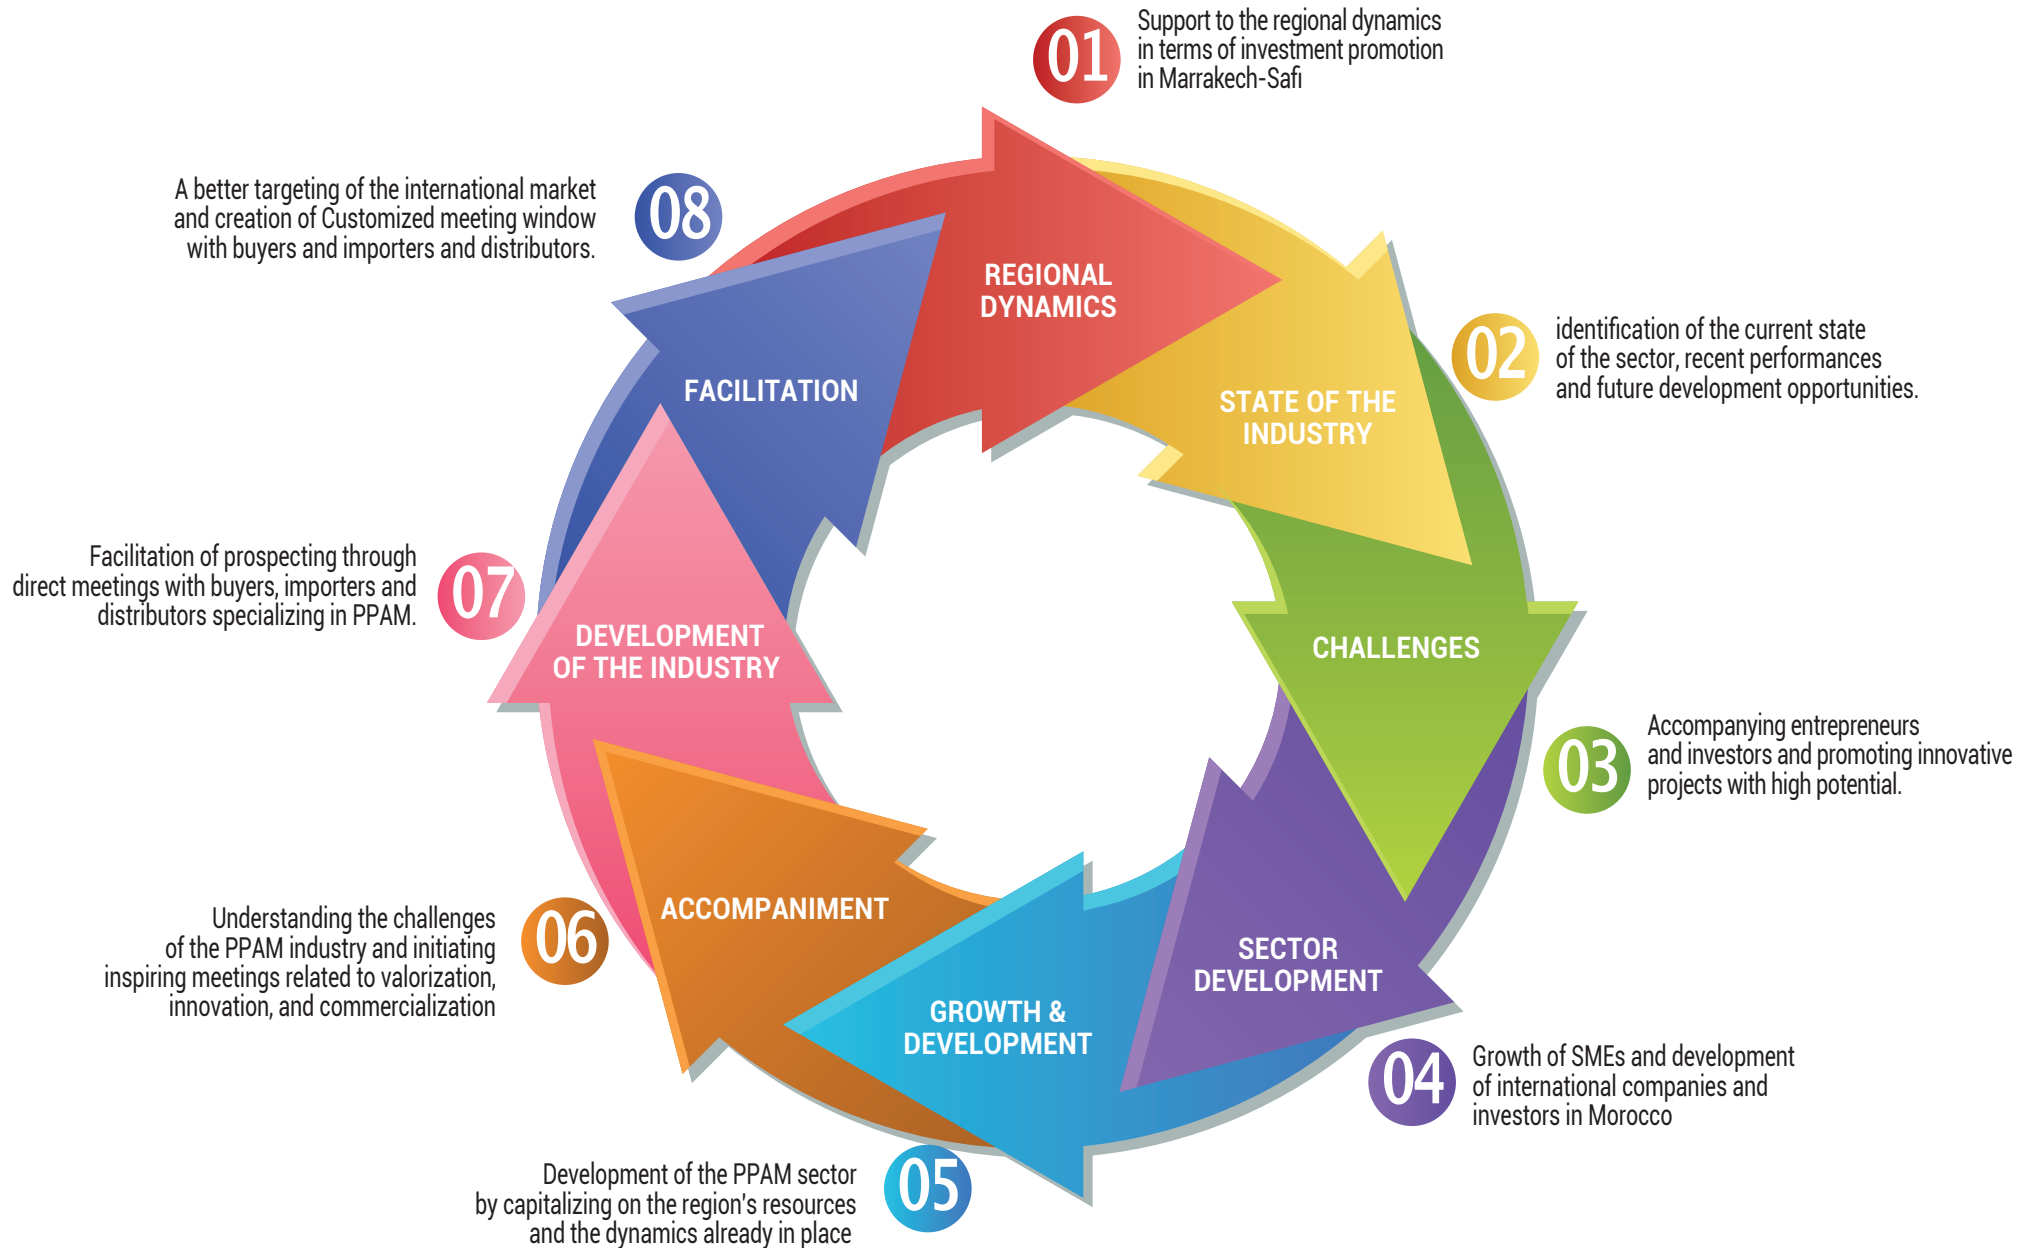 01
Support to the regional dynamics
in terms of investment promotion
in Marrakech-Safi
REGIONAL
DYNAMICS
02
identification of the current state
of the sector, recent performances
and future development opportunities.
STATE OF THE
INDUSTRY
03
Accompanying entrepreneurs
and investors and promoting innovative
projects with high potential.
CHALLENGES
04
Growth of SMEs and development
of international companies and
investors in Morocco
SECTOR
DEVELOPMENT
05
Development of the PPAM sector
by capitalizing on the region's resources
and the dynamics already in place
GROWTH &
DEVELOPMENT
06
Understanding the challenges
of the PPAM industry and initiating
inspiring meetings related to valorization,
innovation, and commercialization
ACCOMPANIMENT
07
Facilitation of prospecting through
direct meetings with buyers, importers and
distributors specializing in PPAM.
DEVELOPMENT
OF THE INDUSTRY
08
A better targeting of the international market
and creation of Customized meeting window
with buyers and importers and distributors.
FACILITATION